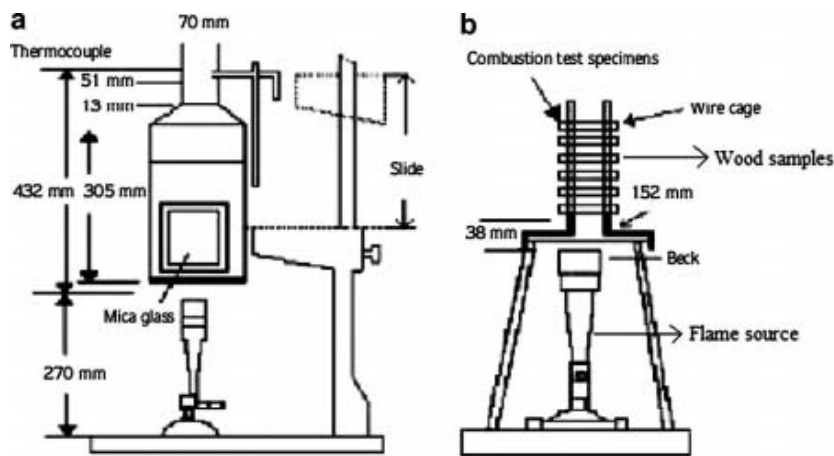 a
70 mm
Thermocouple
51 mm
13 mm
432 mm
305 mm
Slide
Mica glass
270 mm
b
Combustion test specimens
Wire cage
Wood samples
152 mm
38 mm
Beck
Flame source